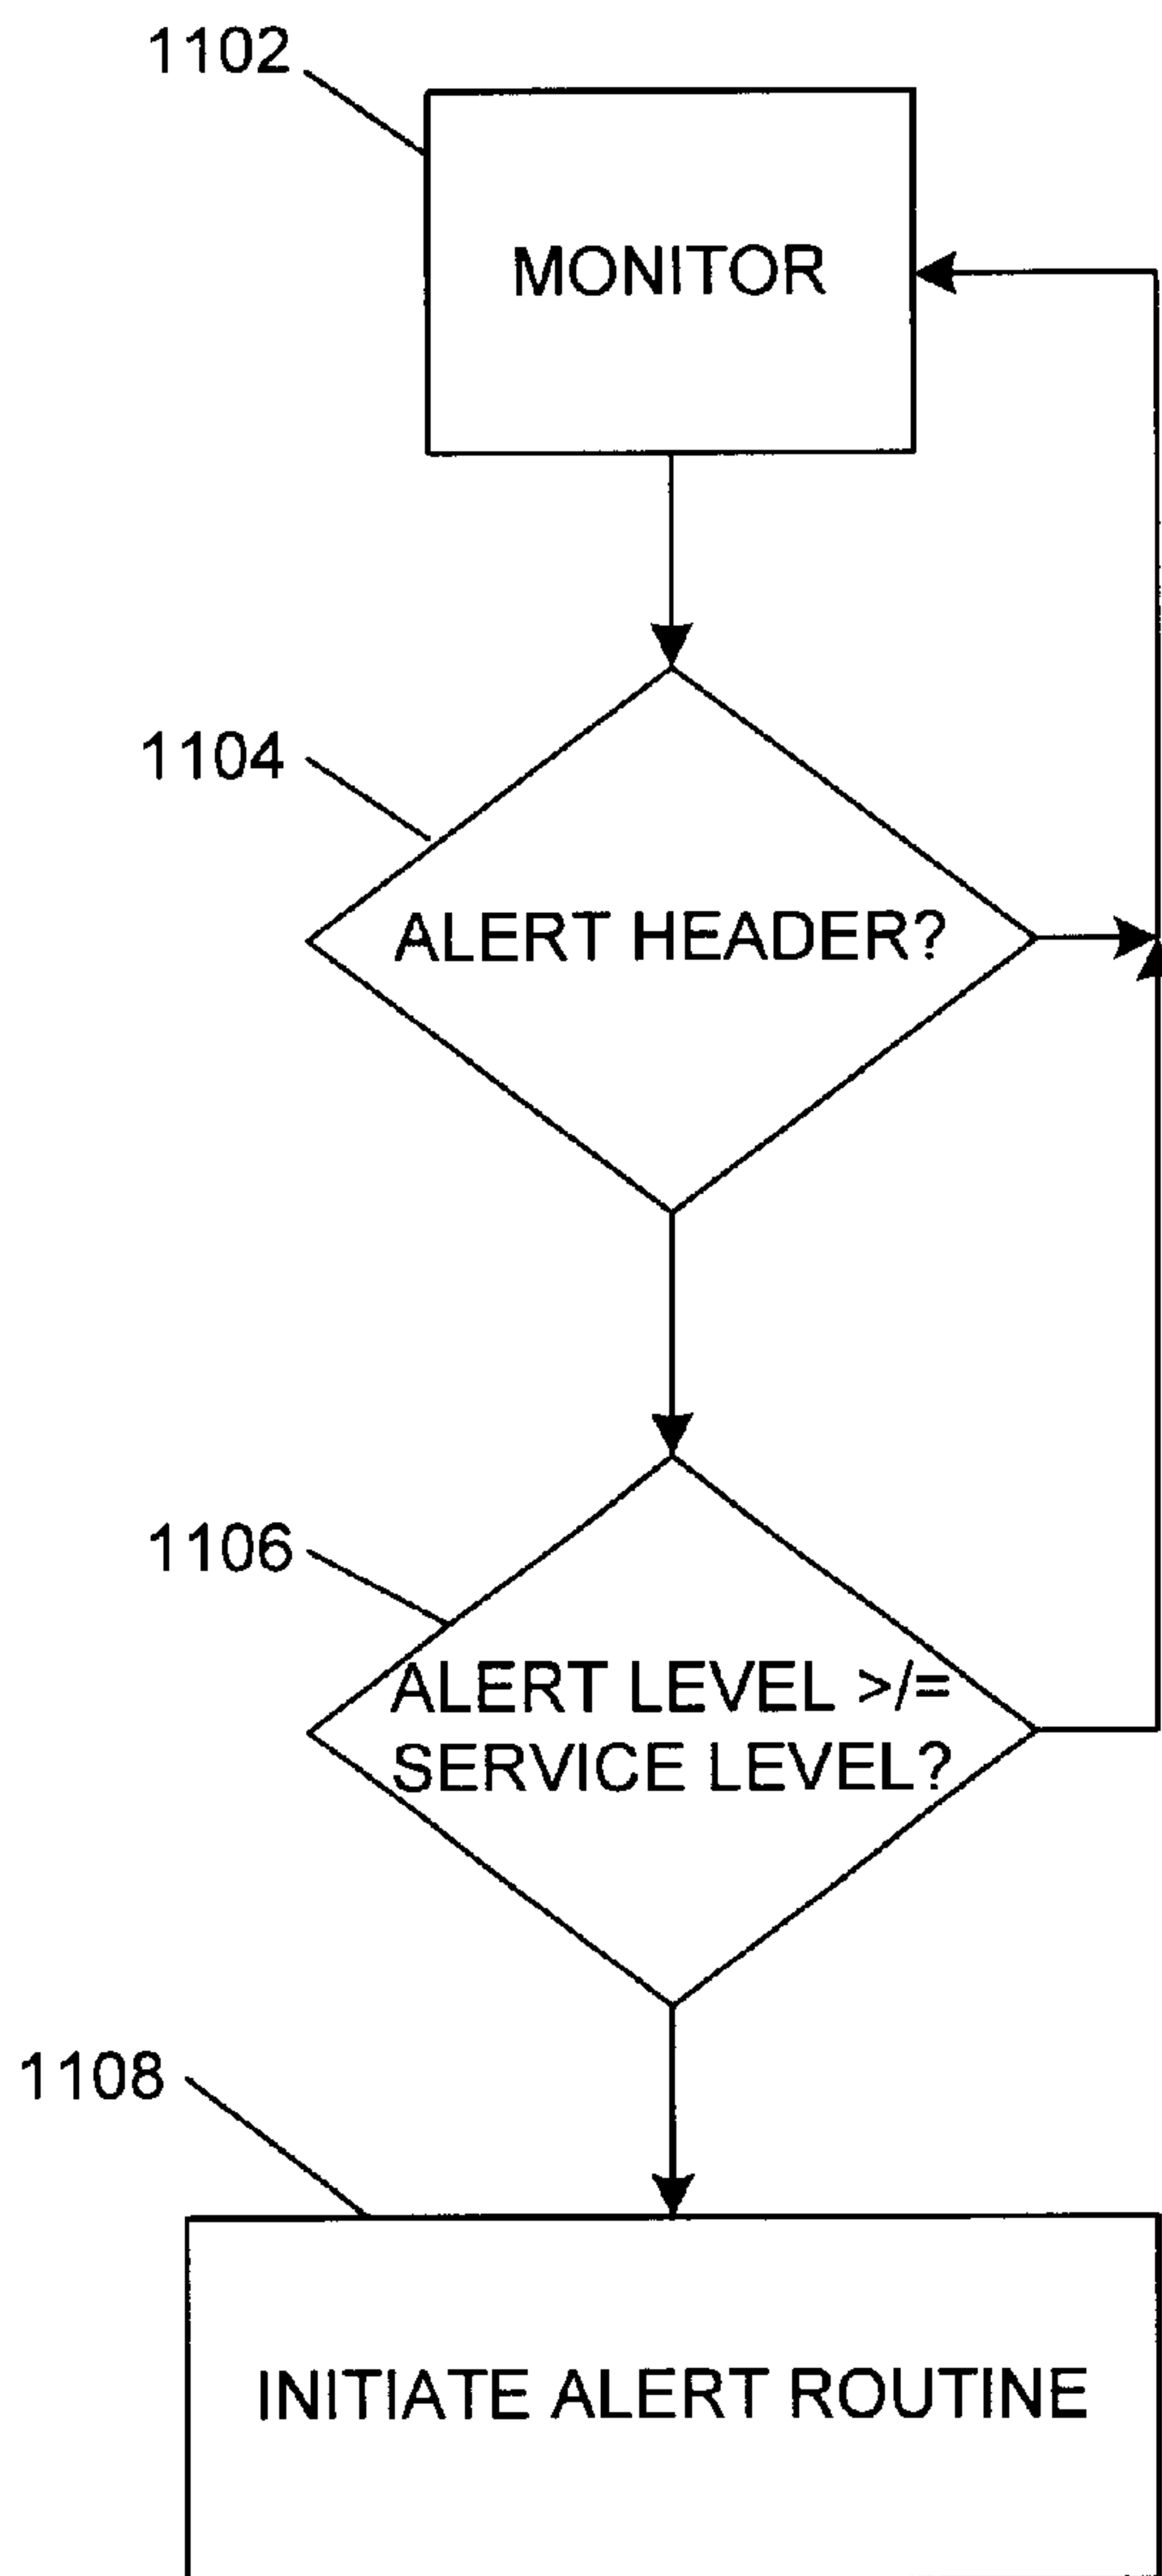 1102
MONITOR
1104
ALERT HEADER?
1106
ALERT LEVEL >/=
SERVICE LEVEL?
1108
INITIATE ALERT ROUTINE